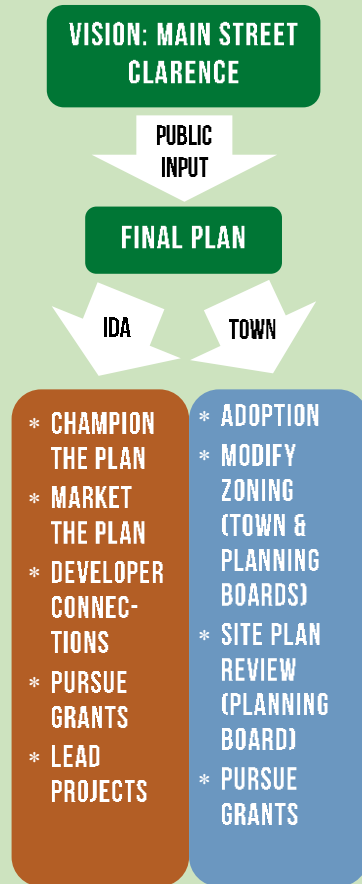 VISION: MAIN STREET
CLARENCE
PUBLIC
INPUT
FINAL PLAN
IDA
TOWN
* CHAMPION
THE PLAN
* MARKET
THE PLAN
* DEVELOPER
CONNEC-
TIONS
* PURSUE
GRANTS
* LEAD
PROJECTS
* ADOPTION
* MODIFY
ZONING
(TOWN &
PLANNING
BOARDS)
* SITE PLAN
REVIEW
(PLANNING
BOARD)
* PURSUE
GRANTS